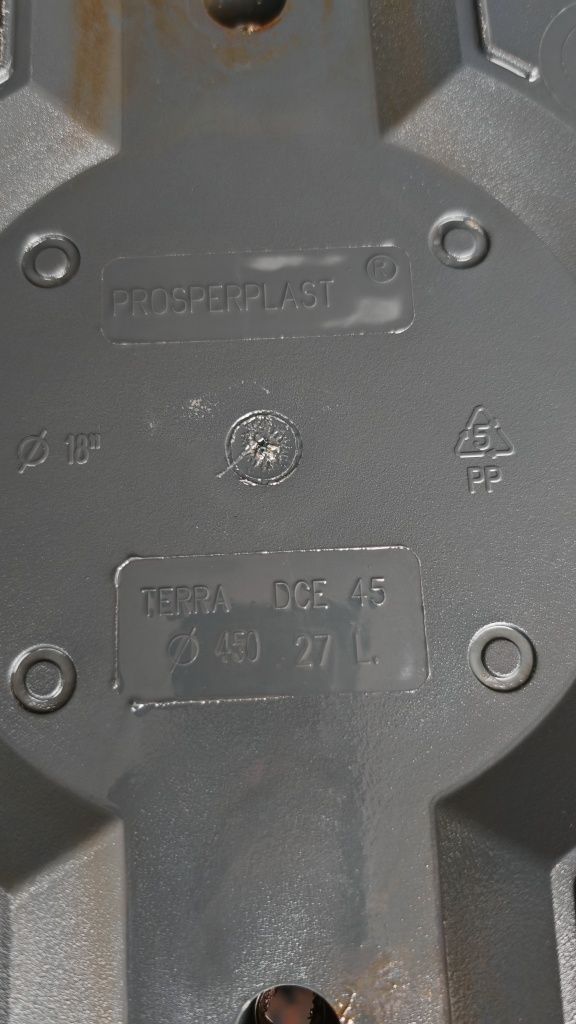 PROSPERPLAST ®
Ø 18"
5
PP
TERRA DCE 45
Ø 450 27 L.